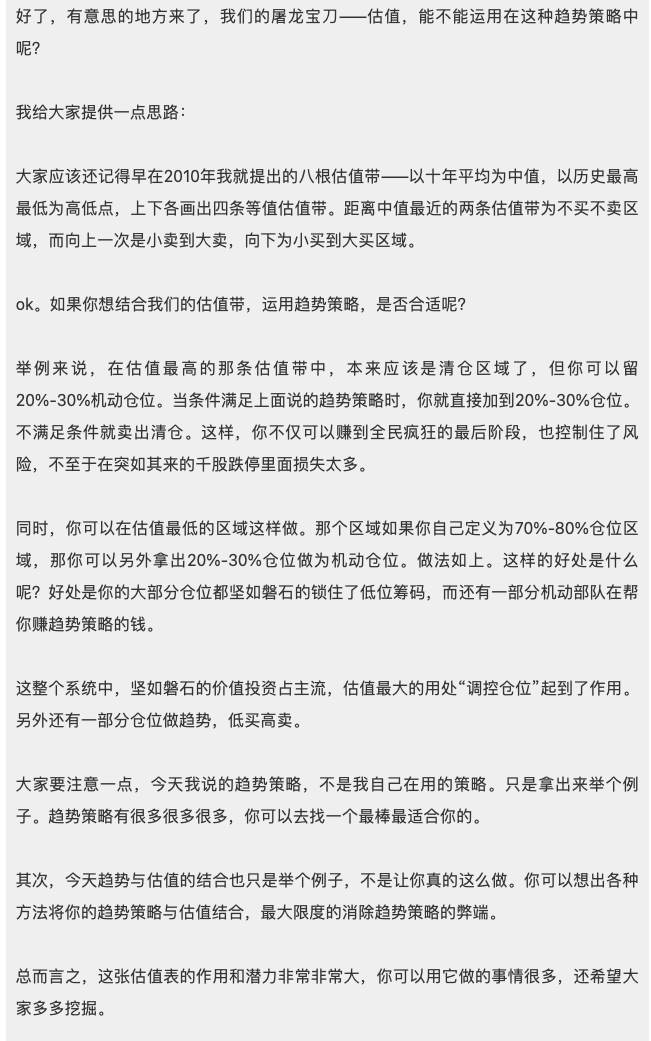 好了，有意思的地方来了，我们的屠龙宝刀——估值，能不能运用在这种趋势策略中
呢？
我给大家提供一点思路：
大家应该还记得早在2010年我就提出的八根估值带——以十年平均为中值，以历史最高
最低为高低点，上下各画出四条等值估值带。距离中值最近的两条估值带为不买不卖区
域，而向上一次是小卖到大卖，向下为小买到大买区域。
ok。如果你想结合我们的估值带，运用趋势策略，是否合适呢？
举例来说，在估值最高的那条估值带中，本来应该是清仓区域了，但你可以留
20%-30%机动仓位。当条件满足上面说的趋势策略时，你就直接加到20%-30%仓位。
不满足条件就卖出清仓。这样，你不仅可以赚到全民疯狂的最后阶段，也控制住了风
险，不至于在突如其来的千股跌停里面损失太多。
同时，你可以在估值最低的区域这样做。那个区域如果你自己定义为70%-80%仓位区
域，那你可以另外拿出20%-30%仓位做为机动仓位。做法如上。这样的好处是什么
呢？好处是你的大部分仓位都坚如磐石的锁住了低位筹码，而还有一部分机动部队在帮
你赚趋势策略的钱。
这整个系统中，坚如磐石的价值投资占主流，估值最大的用处“调控仓位”起到了作用。
另外还有一部分仓位做趋势，低买高卖。
大家要注意一点，今天我说的趋势策略，不是我自己在用的策略。只是拿出来举个例
子。趋势策略有很多很多很多，你可以去找一个最棒最适合你的。
其次，今天趋势与估值的结合也只是举个例子，不是让你真的这么做。你可以想出各种
方法将你的趋势策略与估值结合，最大限度的消除趋势策略的弊端。
总而言之，这张估值表的作用和潜力非常非常大，你可以用它做的事情很多，还希望大
家多多挖掘。